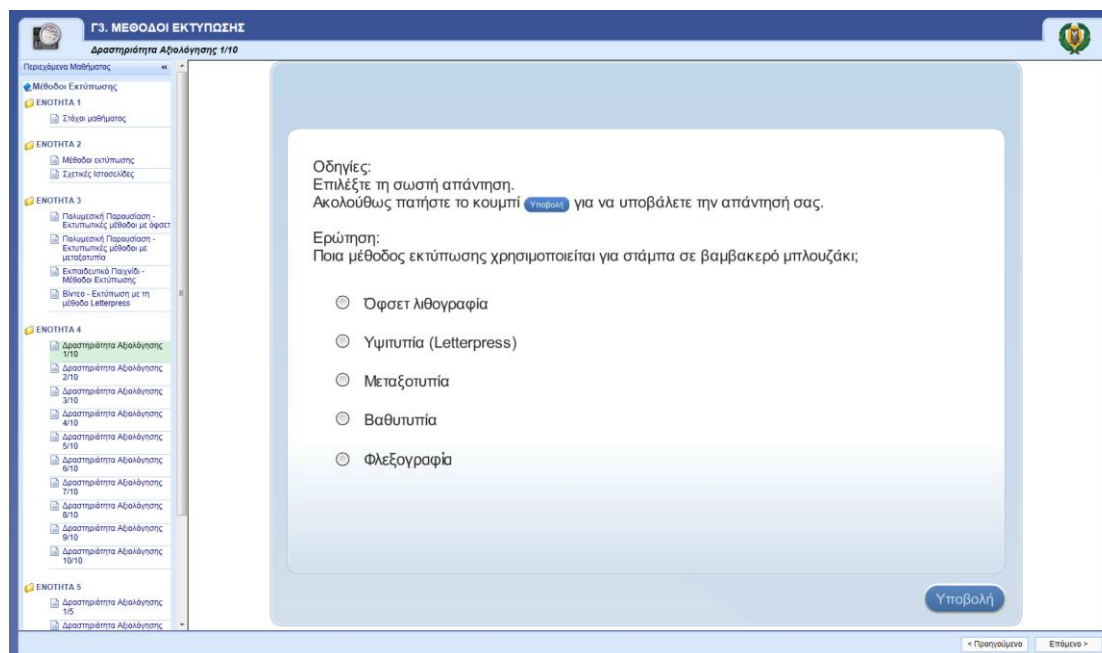 Γ3. ΜΕΘΟΔΟΙ ΕΚΤΥΠΩΣΗΣ
Δραστηριότητα Αξιολόγησης 1/10
Περιεχόμενα Μαθήματος «
Μέθοδοι Εκτύπωσης
ΕΝΟΤΗΤΑ 1
Στόχοι μαθήματος
ΕΝΟΤΗΤΑ 2
Μέθοδοι εκτύπωσης
Σχετικές Ιστοσελίδες
ΕΝΟΤΗΤΑ 3
Πολυμεσική Παρουσίαση -
Εκτυπωτικές μέθοδοι με όφσετ
Πολυμεσική Παρουσίαση -
Εκτυπωτικές μέθοδοι με
μεταξοτυπία
Εκπαιδευτικό Παιχνίδι -
Μέθοδοι Εκτύπωσης
Βίντεο - Εκτύπωση με τη
μέθοδο Letterpress
ΕΝΟΤΗΤΑ 4
Δραστηριότητα Αξιολόγησης
1/10
Δραστηριότητα Αξιολόγησης
2/10
Δραστηριότητα Αξιολόγησης
3/10
Δραστηριότητα Αξιολόγησης
4/10
Δραστηριότητα Αξιολόγησης
5/10
Δραστηριότητα Αξιολόγησης
6/10
Δραστηριότητα Αξιολόγησης
7/10
Δραστηριότητα Αξιολόγησης
8/10
Δραστηριότητα Αξιολόγησης
9/10
Δραστηριότητα Αξιολόγησης
10/10
ΕΝΟΤΗΤΑ 5
Δραστηριότητα Αξιολόγησης
1/5
Δραστηριότητα Αξιολόγησης
Οδηγίες:
Επιλέξτε τη σωστή απάντηση.
Ακολούθως πατήστε το κουμπί Υποβολή για να υποβάλετε την απάντησή σας.
Ερώτηση:
Ποια μέθοδος εκτύπωσης χρησιμοποιείται για στάμπα σε βαμβακερό μπλουζάκι;
Όφσετ λιθογραφία
Υψιτυπία (Letterpress)
Μεταξοτυπία
Βαθυτυπία
Φλεξογραφία
Υποβολή
< Προηγούμενο Επόμενο >